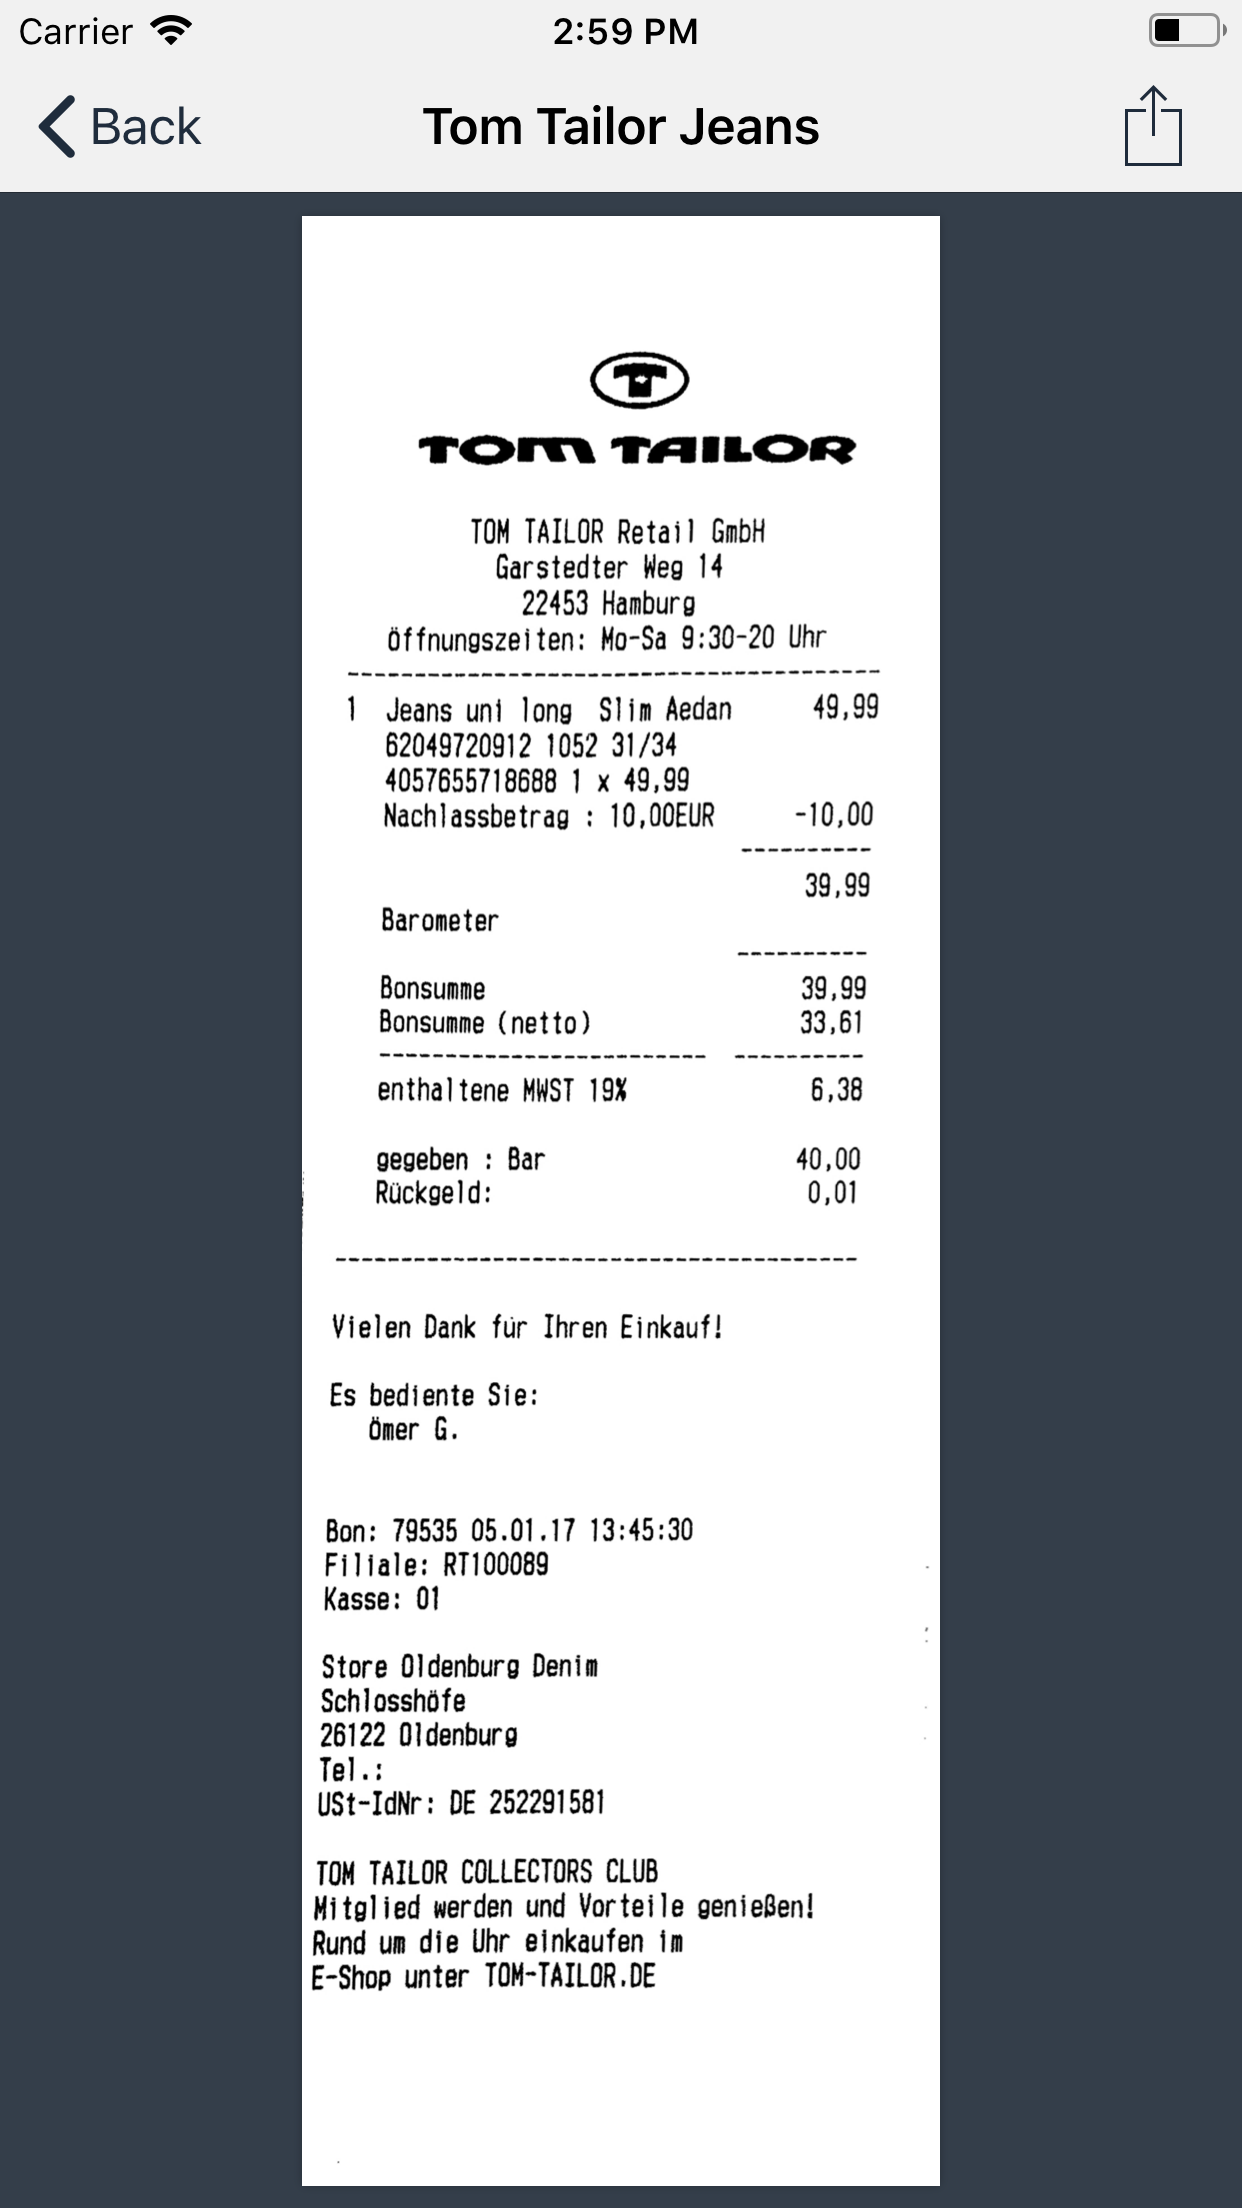 Carrier 2:59 PM
Back Tom Tailor Jeans
T
TOM TAILOR
TOM TAILOR Retail GmbH
Garstedter Weg 14
22453 Hamburg
Öffnungszeiten: Mo-Sa 9:30-20 Uhr
---------------------------------------
1 Jeans uni long Slim Aedan 49,99
62049720912 1052 31/34
4057655718688 1 x 49,99
Nachlassbetrag : 10,00EUR -10,00
----------
39,99
Barometer
----------
Bonsumme 39,99
Bonsumme (netto) 33,61
------------------------- ----------
enthaltene MWST 19% 6,38
gegeben : Bar 40,00
Rückgeld: 0,01
---------------------------------------
Vielen Dank für Ihren Einkauf!
Es bediente Sie:
Ömer G.
Bon: 79535 05.01.17 13:45:30
Filiale: RT100089
Kasse: 01
Store Oldenburg Denim
Schlosshöfe
26122 Oldenburg
Tel.:
USt-IdNr: DE 252291581
TOM TAILOR COLLECTORS CLUB
Mitglied werden und Vorteile genießen!
Rund um die Uhr einkaufen im
E-Shop unter TOM-TAILOR.DE